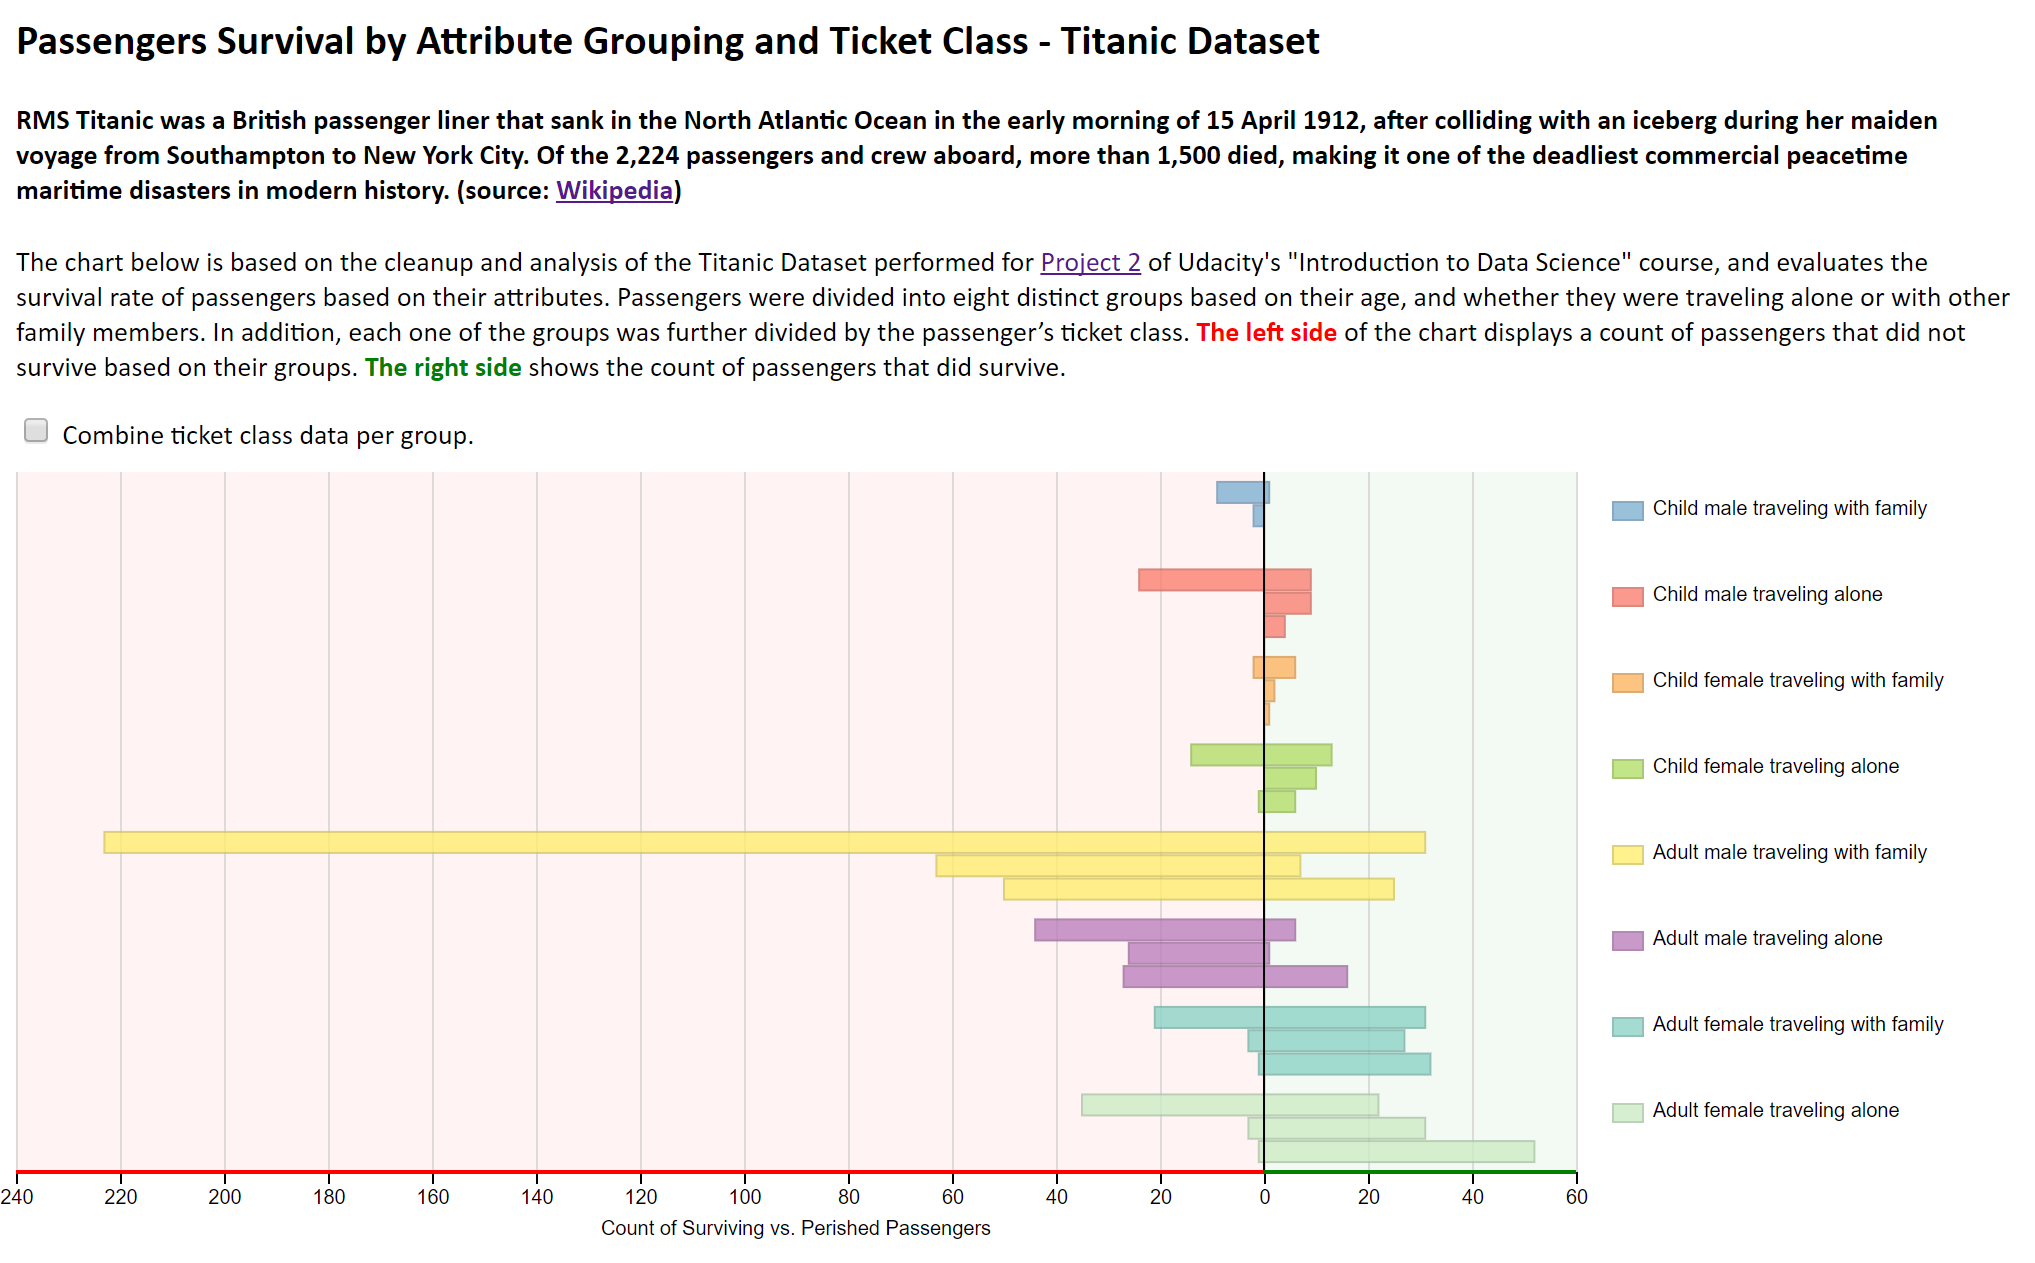 Passengers Survival by Attribute Grouping and Ticket Class - Titanic Dataset
RMS Titanic was a British passenger liner that sank in the North Atlantic Ocean in the early morning of 15 April 1912, after colliding with an iceberg during her maiden
voyage from Southampton to New York City. Of the 2,224 passengers and crew aboard, more than 1,500 died, making it one of the deadliest commercial peacetime
maritime disasters in modern history. (source: Wikipedia)
The chart below is based on the cleanup and analysis of the Titanic Dataset performed for Project 2 of Udacity's "Introduction to Data Science" course, and evaluates the
survival rate of passengers based on their attributes. Passengers were divided into eight distinct groups based on their age, and whether they were traveling alone or with other
family members. In addition, each one of the groups was further divided by the passenger’s ticket class. The left side of the chart displays a count of passengers that did not
survive based on their groups. The right side shows the count of passengers that did survive.
Combine ticket class data per group.
Child male traveling with family
Child male traveling alone
Child female traveling with family
Child female traveling alone
Adult male traveling with family
Adult male traveling alone
Adult female traveling with family
Adult female traveling alone
240 220 200 180 160 140 120 100 80 60 40 20 0 20 40 60
Count of Surviving vs. Perished Passengers